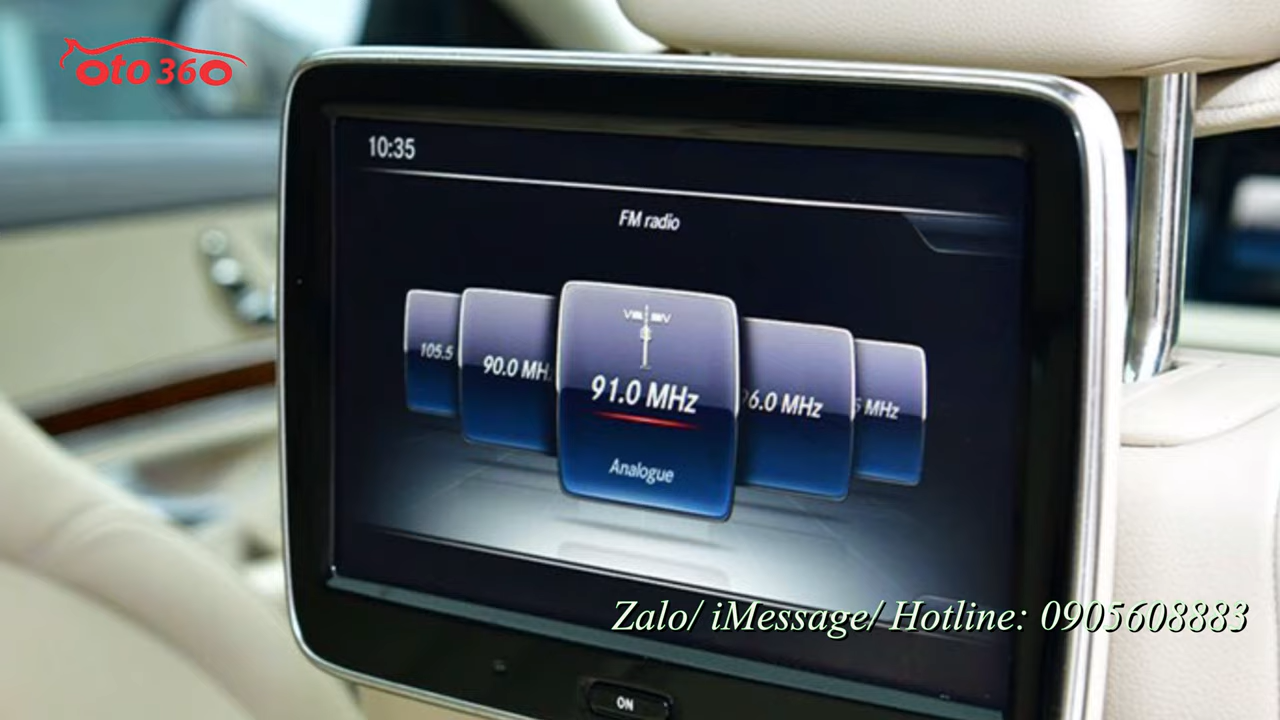 oto 360
10:35
FM radio
105.5
90.0 MH
91.0 MHz
6.0 MHz
MHz
Analogue
Zalo/ iMessage/ Hotline: 0905608883
ON